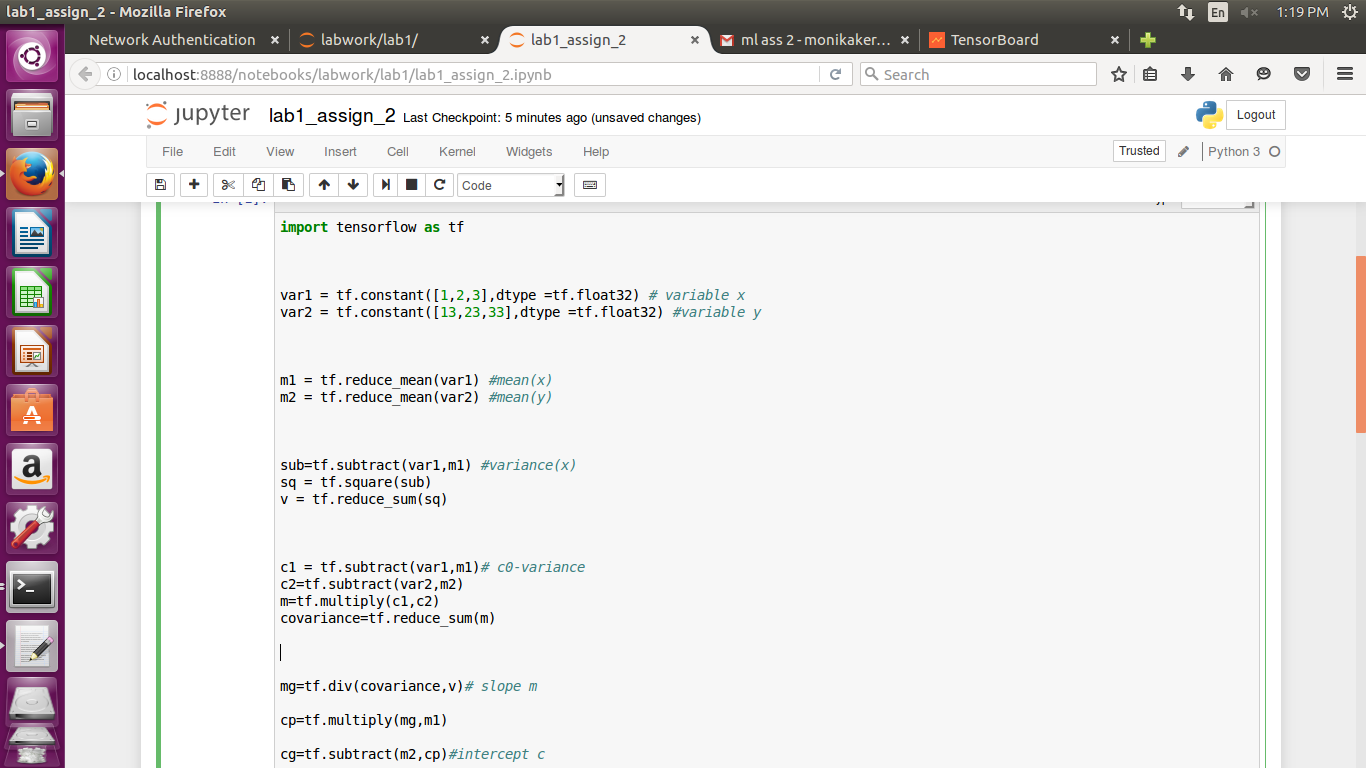 lab1_assign_2 - Mozilla Firefox
En
1:19 PM
Network Authentication
labwork/lab1/
lab1_assign_2
ml ass 2 - monikaker...
TensorBoard
localhost:8888/notebooks/labwork/lab1/lab1_assign_2.ipynb
Search
jupyter
lab1_assign_2 Last Checkpoint: 5 minutes ago (unsaved changes)
Logout
File Edit View Insert Cell Kernel Widgets Help
Trusted
Python 3
Code
import tensorflow as tf
var1 = tf.constant([1,2,3],dtype =tf.float32) # variable x
var2 = tf.constant([13,23,33],dtype =tf.float32) #variable y
m1 = tf.reduce_mean(var1) #mean(x)
m2 = tf.reduce_mean(var2) #mean(y)
sub=tf.subtract(var1,m1) #variance(x)
sq = tf.square(sub)
v = tf.reduce_sum(sq)
c1 = tf.subtract(var1,m1)# c0-variance
c2=tf.subtract(var2,m2)
m=tf.multiply(c1,c2)
covariance=tf.reduce_sum(m)
mg=tf.div(covariance,v)# slope m
cp=tf.multiply(mg,m1)
cg=tf.subtract(m2,cp)#intercept c